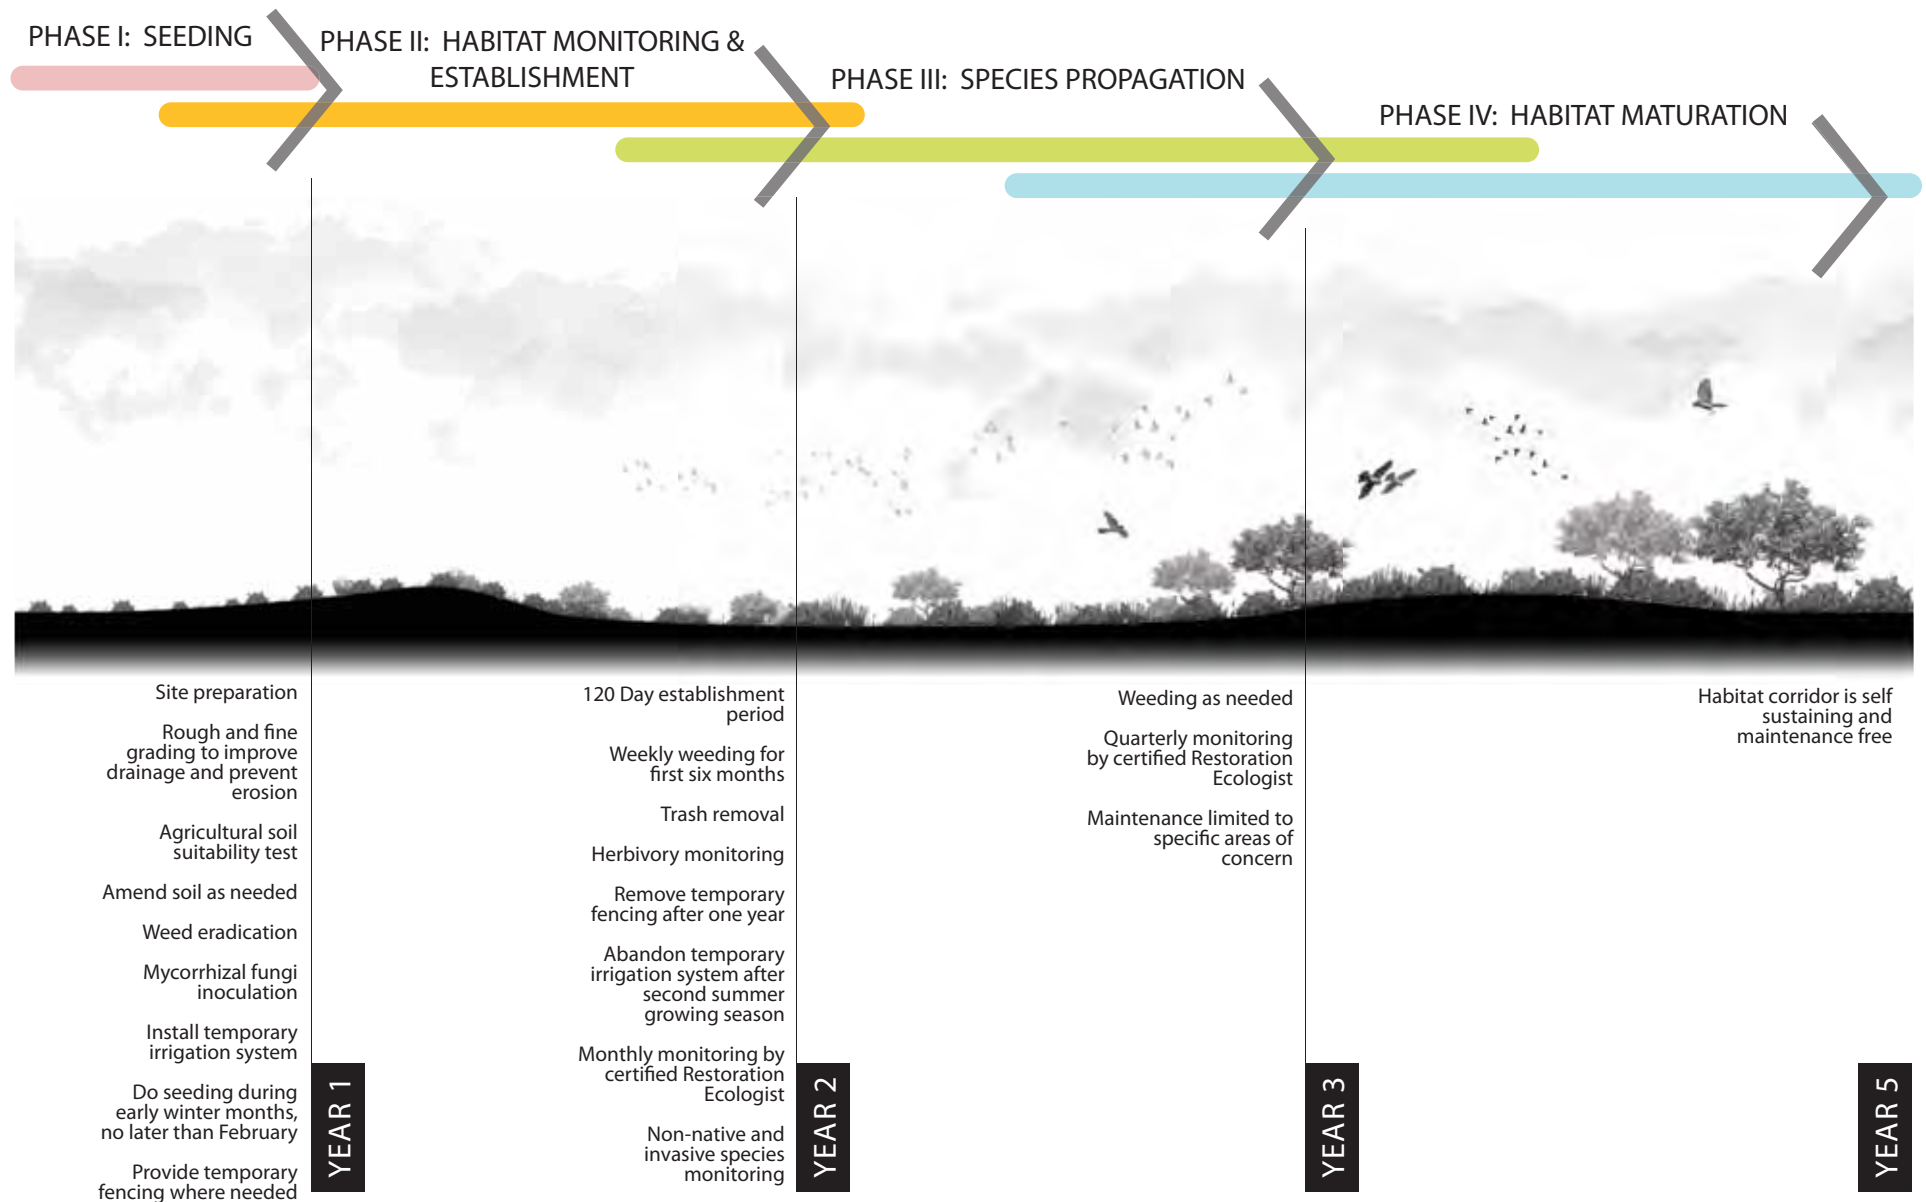 PHASE I:  SEEDING
PHASE II:  HABITAT MONITORING &
ESTABLISHMENT
PHASE III:  SPECIES PROPAGATION
PHASE IV:  HABITAT MATURATION
Site preparation
Rough and fine
grading to improve
drainage and prevent
erosion
Agricultural soil
suitability test
Amend soil as needed
Weed eradication
Mycorrhizal fungi
inoculation
Install temporary
irrigation system
Do seeding during
early winter months,
no later than February
Provide temporary
fencing where needed
YEAR 1
120 Day establishment
period
Weekly weeding for
first six months
Trash removal
Herbivory monitoring
Remove temporary
fencing after one year
Abandon temporary
irrigation system after
second summer
growing season
Monthly monitoring by
certified Restoration
Ecologist
Non-native and
invasive species
monitoring
YEAR 2
Weeding as needed
Quarterly monitoring
by certified Restoration
Ecologist
Maintenance limited to
specific areas of
concern
YEAR 3
Habitat corridor is self
sustaining and
maintenance free
YEAR 5